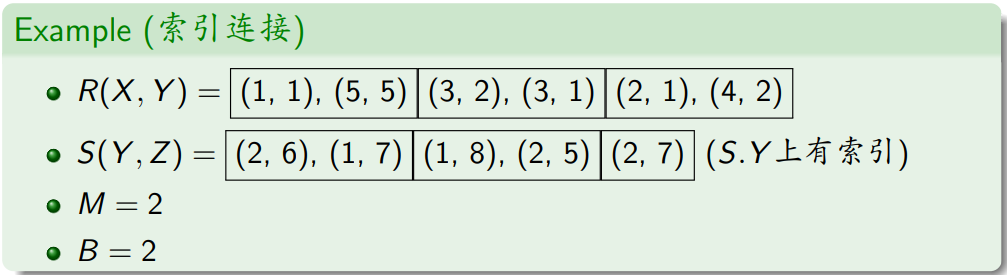 Example (索引连接)
R(X, Y) = (1, 1), (5, 5) (3, 2), (3, 1) (2, 1), (4, 2)
S(Y, Z) = (2, 6), (1, 7) (1, 8), (2, 5) (2, 7) (S.Y上有索引)
M = 2
B = 2